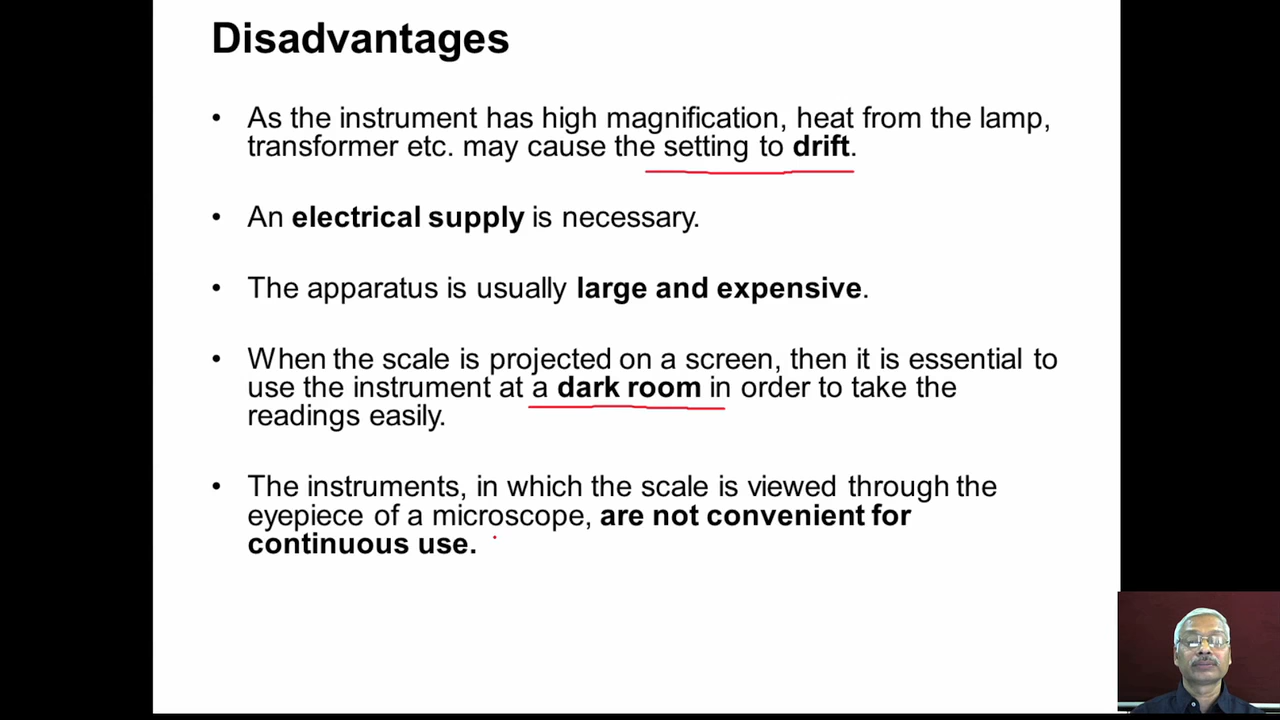 Disadvantages
• As the instrument has high magnification, heat from the lamp,
transformer etc. may cause the setting to drift.
• An electrical supply is necessary.
• The apparatus is usually large and expensive.
• When the scale is projected on a screen, then it is essential to
use the instrument at a dark room in order to take the
readings easily.
• The instruments, in which the scale is viewed through the
eyepiece of a microscope, are not convenient for
continuous use.